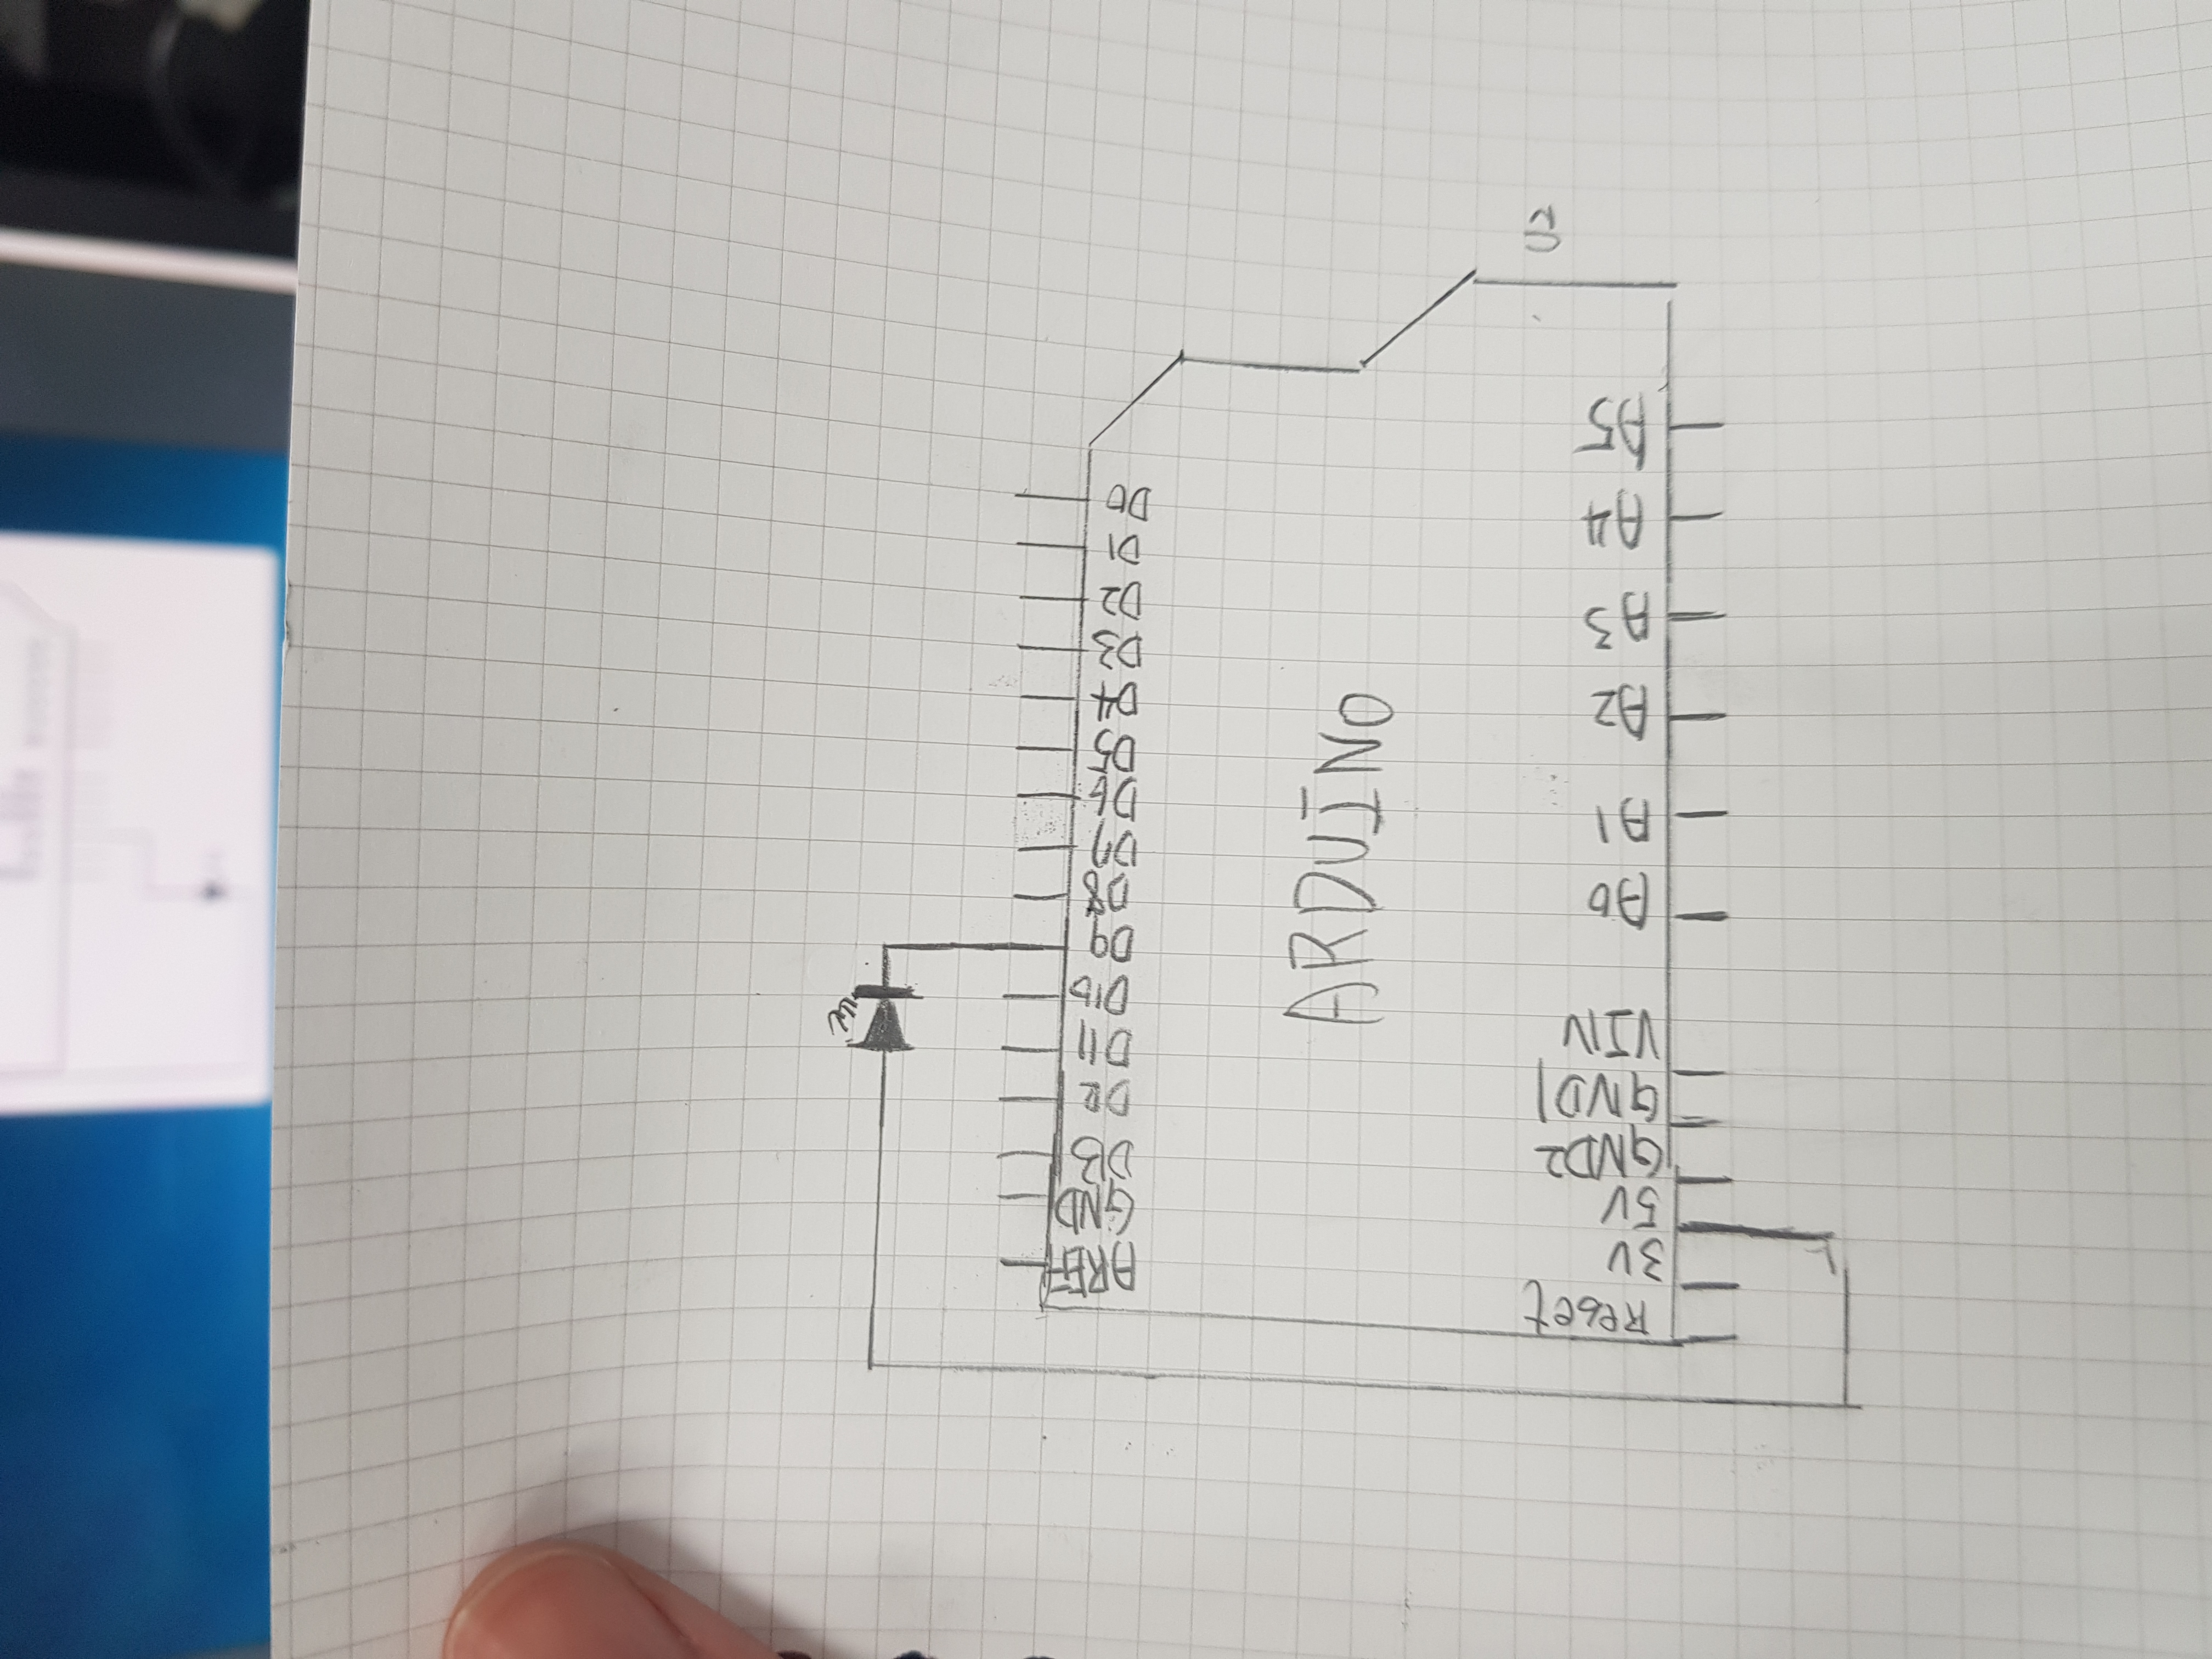 AREF
GND
D13
D12
D11
D10
D9
D8
D7
D6
D5
D4
D3
D2
D1
D0
ARDUINO
Reset
3V
5V
GND2
GND1
VIN
A0
A1
A2
A3
A4
A5
U2